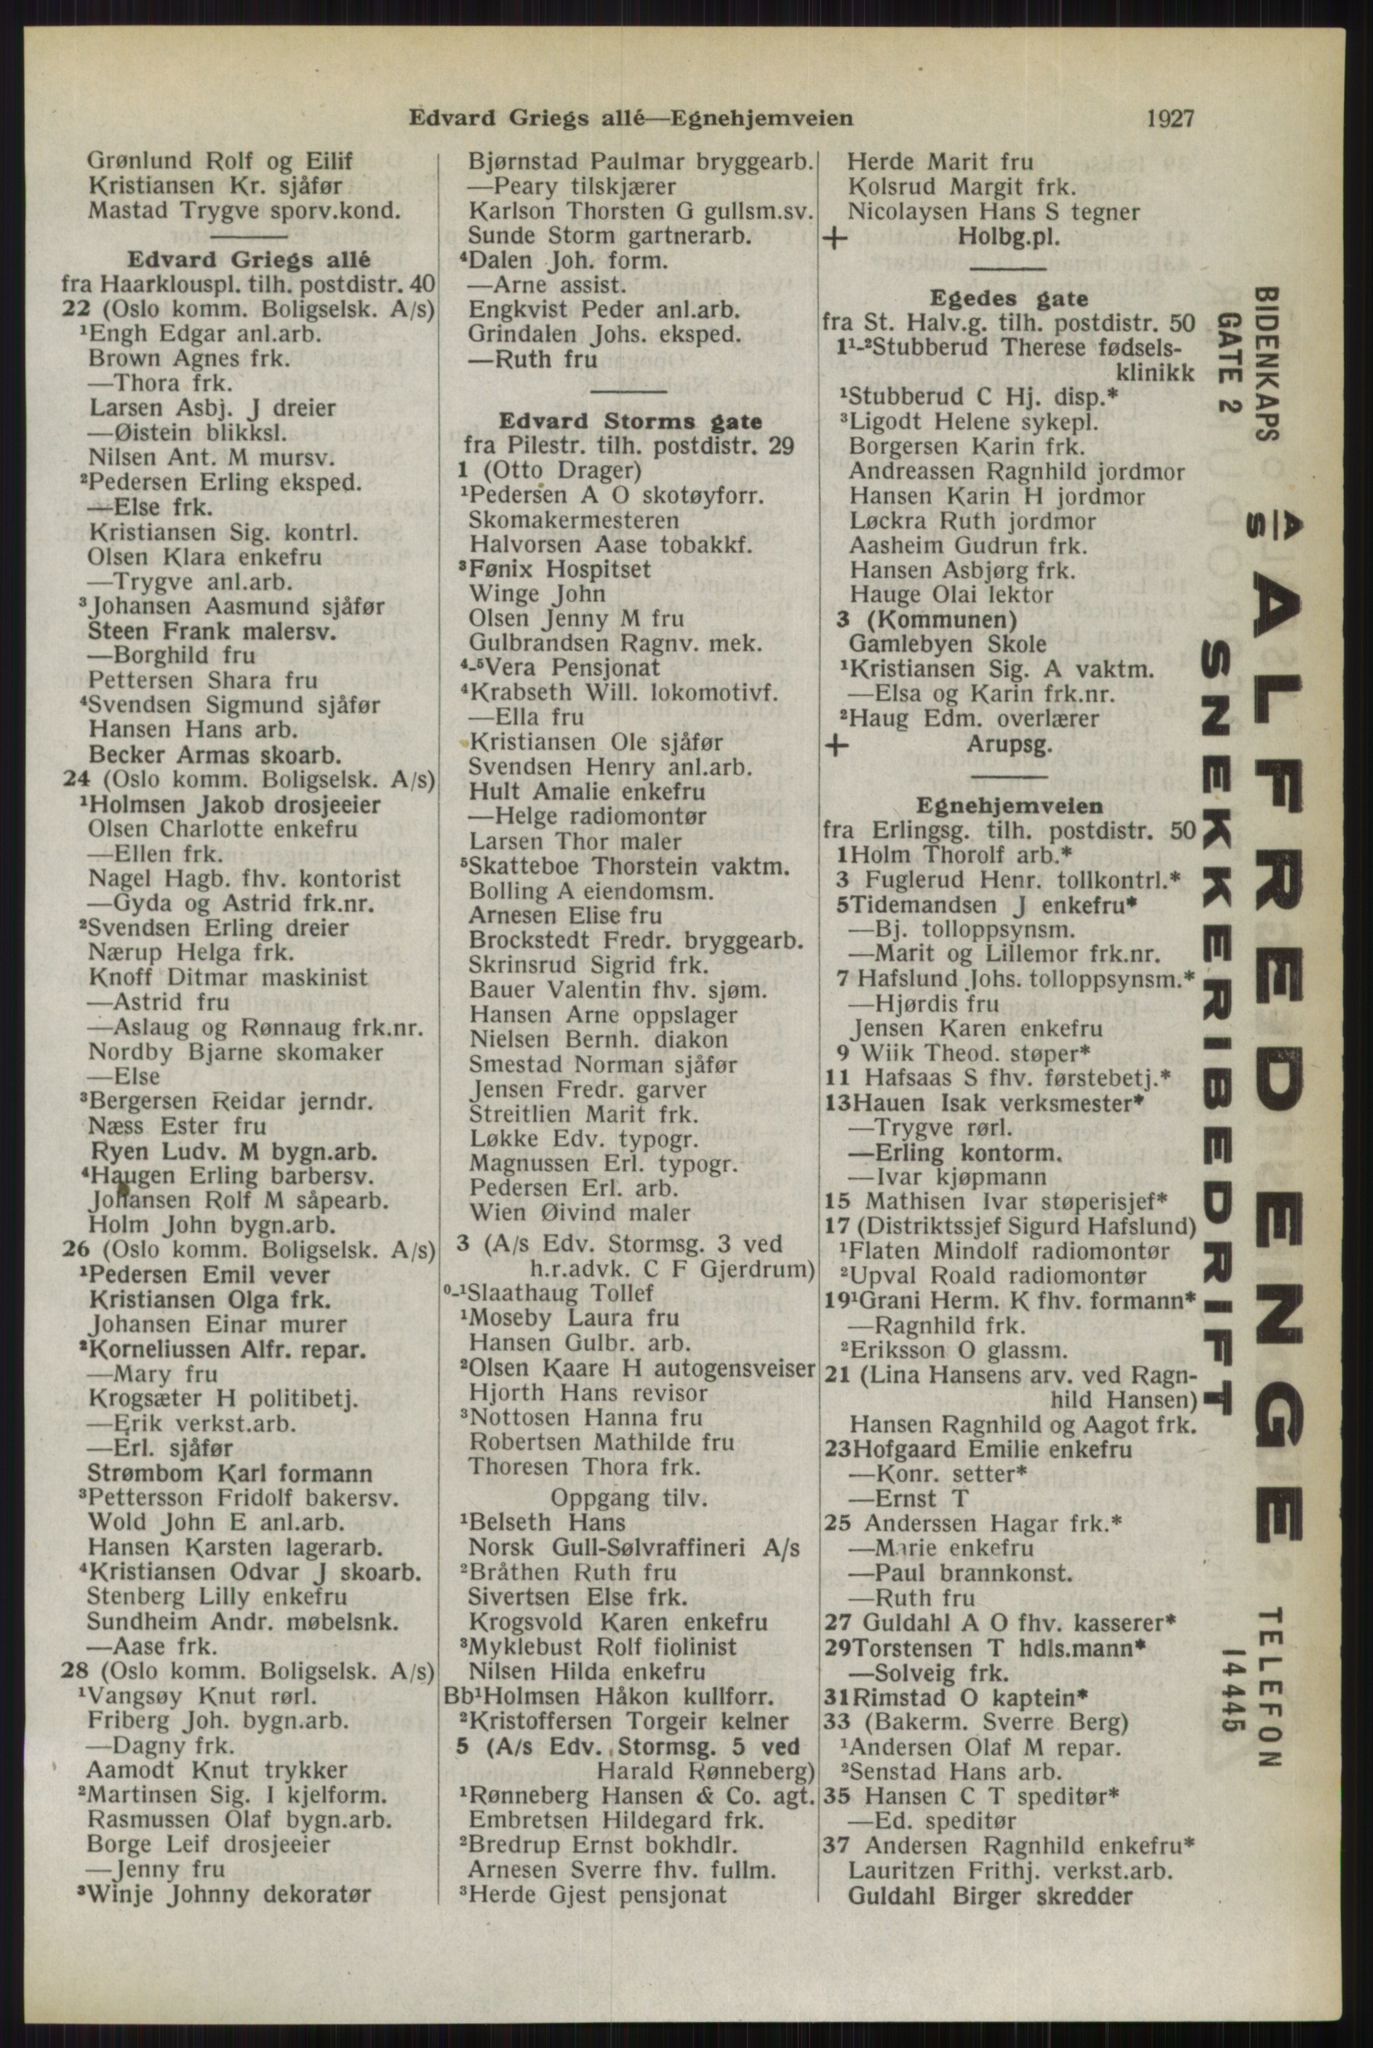 Edvard Griegs allé—Egnehjemveien 1927
Grønlund Rolf og Eilif
Kristiansen Kr. sjåfør
Mastad Trygve sporv.kond.
Edvard Griegs allé
fra Haarklouspl. tilh. postdistr. 40
22 (Oslo komm. Boligselsk. A/s)
¹Engh Edgar anl.arb.
Brown Agnes frk.
—Thora frk.
Larsen Asbj. J dreier
—Øistein blikksl.
Nilsen Ant. M mursv.
²Pedersen Erling eksped.
—Else frk.
Kristiansen Sig. kontrl.
Olsen Klara enkefru
—Trygve anl.arb.
³Johansen Aasmund sjåfør
Steen Frank malersv.
—Borghild fru
Pettersen Shara fru
⁴Svendsen Sigmund sjåfør
Hansen Hans arb.
Becker Armas skoarb.
24 (Oslo komm. Boligselsk. A/s)
¹Holmsen Jakob drosjeeier
Olsen Charlotte enkefru
—Ellen frk.
Nagel Hagb. fhv. kontorist
—Gyda og Astrid frk.nr.
²Svendsen Erling dreier
Nærup Helga frk.
Knoff Ditmar maskinist
—Astrid fru
—Aslaug og Rønnaug frk.nr.
Nordby Bjarne skomaker
—Else
³Bergersen Reidar jerndr.
Næss Ester fru
Ryen Ludv. M bygn.arb.
⁴Haugen Erling barbersv.
Johansen Rolf M såpearb.
Holm John bygn.arb.
26 (Oslo komm. Boligselsk. A/s)
¹Pedersen Emil vever
Kristiansen Olga frk.
Johansen Einar murer
²Korneliussen Alfr. repar.
—Mary fru
Krogsæter H politibetj.
—Erik verkst.arb.
—Erl. sjåfør
Strømbom Karl formann
³Pettersson Fridolf bakersv.
Wold John E anl.arb.
Hansen Karsten lagerarb.
⁴Kristiansen Odvar J skoarb.
Stenberg Lilly enkefru
Sundheim Andr. møbelsnk.
—Aase frk.
28 (Oslo komm. Boligselsk. A/s)
¹Vangsøy Knut rørl.
Friberg Joh. bygn.arb.
—Dagny frk.
Aamodt Knut trykker
²Martinsen Sig. I kjelform.
Rasmussen Olaf bygn.arb.
Borge Leif drosjeeier
—Jenny fru
³Winje Johnny dekoratør
Bjørnstad Paulmar bryggearb.
—Peary tilskjærer
Karlson Thorsten G gullsm.sv.
Sunde Storm gartnerarb.
⁴Dalen Joh. form.
—Arne assist.
Engkvist Peder anl.arb.
Grindalen Johs. eksped.
—Ruth fru
Edvard Storms gate
fra Pilestr. tilh. postdistr. 29
1 (Otto Drager)
¹Pedersen A O skotøyforr.
Skomakermesteren
Halvorsen Aase tobakkf.
³Fønix Hospitset
Winge John
Olsen Jenny M fru
Gulbrandsen Ragnv. mek.
⁴-⁵Vera Pensjonat
⁴Krabseth Will. lokomotivf.
—Ella fru
Kristiansen Ole sjåfør
Svendsen Henry anl.arb.
Hult Amalie enkefru
—Helge radiomontør
Larsen Thor maler
⁵Skatteboe Thorstein vaktm.
Bolling A eiendomsm.
Arnesen Elise fru
Brockstedt Fredr. bryggearb.
Skrinsrud Sigrid frk.
Bauer Valentin fhv. sjøm.
Hansen Arne oppslager
Nielsen Bernh. diakon
Smestad Norman sjåfør
Jensen Fredr. garver
Streitlien Marit frk.
Løkke Edv. typogr.
Magnussen Erl. typogr.
Pedersen Erl. arb.
Wien Øivind maler
3 (A/s Edv. Stormsg. 3 ved
h.r.advk. C F Gjerdrum)
⁰-¹Slaathaug Tollef
¹Moseby Laura fru
Hansen Gulbr. arb.
²Olsen Kaare H autogensveiser
Hjorth Hans revisor
³Nottosen Hanna fru
Robertsen Mathilde fru
Thoresen Thora frk.
Oppgang tilv.
¹Belseth Hans
Norsk Gull-Sølvraffineri A/s
²Bråthen Ruth fru
Sivertsen Else frk.
Krogsvold Karen enkefru
³Myklebust Rolf fiolinist
Nilsen Hilda enkefru
Bb¹Holmsen Håkon kullforr.
²Kristoffersen Torgeir kelner
5 (A/s Edv. Stormsg. 5 ved
Harald Rønneberg)
¹Rønneberg Hansen & Co. agt.
Embretsen Hildegard frk.
²Bredrup Ernst bokhdlr.
Arnesen Sverre fhv. fullm.
³Herde Gjest pensjonat
Herde Marit fru
Kolsrud Margit frk.
Nicolaysen Hans S tegner
+ Holbg.pl.
Egedes gate
fra St. Halv.g. tilh. postdistr. 50
1¹-²Stubberud Therese fødsels-
klinikk
¹Stubberud C Hj. disp.*
³Ligodt Helene sykepl.
Borgersen Karin frk.
Andreassen Ragnhild jordmor
Hansen Karin H jordmor
Løckra Ruth jordmor
Aasheim Gudrun frk.
Hansen Asbjørg frk.
Hauge Olai lektor
3 (Kommunen)
Gamlebyen Skole
¹Kristiansen Sig. A vaktm.
—Elsa og Karin frk.nr.
²Haug Edm. overlærer
+ Arupsg.
Egnehjemveien
fra Erlingsg. tilh. postdistr. 50
1Holm Thorolf arb.*
3 Fuglerud Henr. tollkontrl.*
5Tidemandsen J enkefru*
—Bj. tolloppsynsm.
—Marit og Lillemor frk.nr.
7 Hafslund Johs. tolloppsynsm.*
—Hjørdis fru
Jensen Karen enkefru
9 Wiik Theod. støper*
11 Hafsaas S fhv. førstebetj.*
13Hauen Isak verksmester*
—Trygve rørl.
—Erling kontorm.
—Ivar kjøpmann
15 Mathisen Ivar støperisjef*
17 (Distriktssjef Sigurd Hafslund)
¹Flaten Mindolf radiomontør
²Upval Roald radiomontør
19¹Grani Herm. K fhv. formann*
—Ragnhild frk.
²Eriksson O glassm.
21 (Lina Hansens arv. ved Ragn-
hild Hansen)
Hansen Ragnhild og Aagot frk.
23Hofgaard Emilie enkefru
—Konr. setter*
—Ernst T
25 Anderssen Hagar frk.*
—Marie enkefru
—Paul brannkonst.
—Ruth fru
27 Guldahl A O fhv. kasserer*
29Torstensen T hdls.mann*
—Solveig frk.
31Rimstad O kaptein*
33 (Bakerm. Sverre Berg)
¹Andersen Olaf M repar.
²Senstad Hans arb.
35 Hansen C T speditør*
—Ed. speditør
37 Andersen Ragnhild enkefru*
Lauritzen Frithj. verkst.arb.
Guldahl Birger skredder
BIDENKAPS
GATE 2
A/S ALFRED ENGE
SNEKKERIBEDRIFT
TELEFON
14445